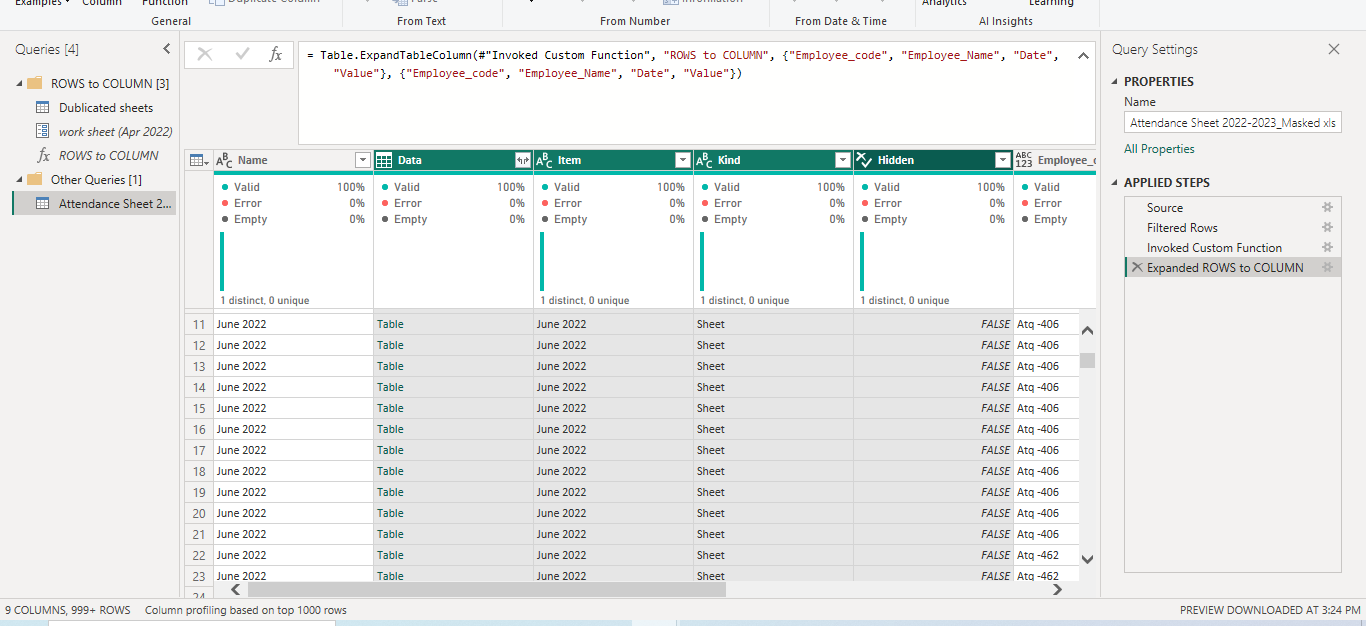 Examples Column Function Duplicate Column Parse Information Analytics Learning
General From Text From Number From Date & Time AI Insights
Queries [4]
ROWS to COLUMN [3]
Dublicated sheets
work sheet (Apr 2022)
ROWS to COLUMN
Other Queries [1]
Attendance Sheet 2...
= Table.ExpandTableColumn(#"Invoked Custom Function", "ROWS to COLUMN", {"Employee_code", "Employee_Name", "Date",
"Value"}, {"Employee_code", "Employee_Name", "Date", "Value"})
Name Data Item Kind Hidden ABC 123 Employee_c
Valid 100% Valid 100% Valid 100% Valid 100% Valid 100% Valid
Error 0% Error 0% Error 0% Error 0% Error 0% Error
Empty 0% Empty 0% Empty 0% Empty 0% Empty 0% Empty
1 distinct, 0 unique 1 distinct, 0 unique 1 distinct, 0 unique 1 distinct, 0 unique
11 June 2022 Table June 2022 Sheet FALSE Atq -406
12 June 2022 Table June 2022 Sheet FALSE Atq -406
13 June 2022 Table June 2022 Sheet FALSE Atq -406
14 June 2022 Table June 2022 Sheet FALSE Atq -406
15 June 2022 Table June 2022 Sheet FALSE Atq -406
16 June 2022 Table June 2022 Sheet FALSE Atq -406
17 June 2022 Table June 2022 Sheet FALSE Atq -406
18 June 2022 Table June 2022 Sheet FALSE Atq -406
19 June 2022 Table June 2022 Sheet FALSE Atq -406
20 June 2022 Table June 2022 Sheet FALSE Atq -406
21 June 2022 Table June 2022 Sheet FALSE Atq -406
22 June 2022 Table June 2022 Sheet FALSE Atq -462
23 June 2022 Table June 2022 Sheet FALSE Atq -462
24
Query Settings
PROPERTIES
Name
Attendance Sheet 2022-2023_Masked xls
All Properties
APPLIED STEPS
Source
Filtered Rows
Invoked Custom Function
Expanded ROWS to COLUMN
9 COLUMNS, 999+ ROWS Column profiling based on top 1000 rows PREVIEW DOWNLOADED AT 3:24 PM